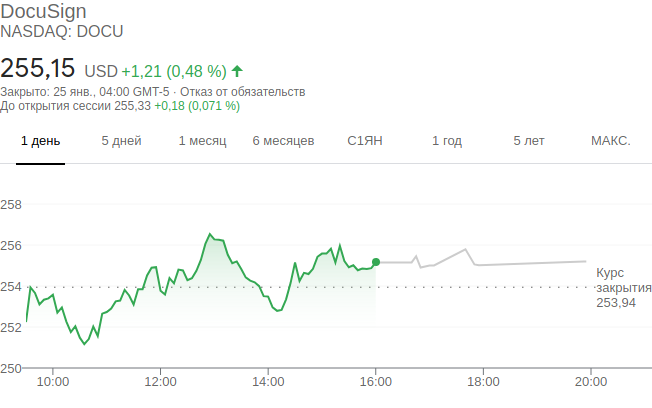 DocuSign
NASDAQ: DOCU
255,15 USD +1,21 (0,48 %)
Закрыто: 25 янв., 04:00 GMT-5 · Отказ от обязательств
До открытия сессии 255,33 +0,18 (0,071 %)
1 день 5 дней 1 месяц 6 месяцев С1ЯН 1 год 5 лет МАКС.
258
256
254
252
250
Курс
закрытия
253,94
10:00 12:00 14:00 16:00 18:00 20:00